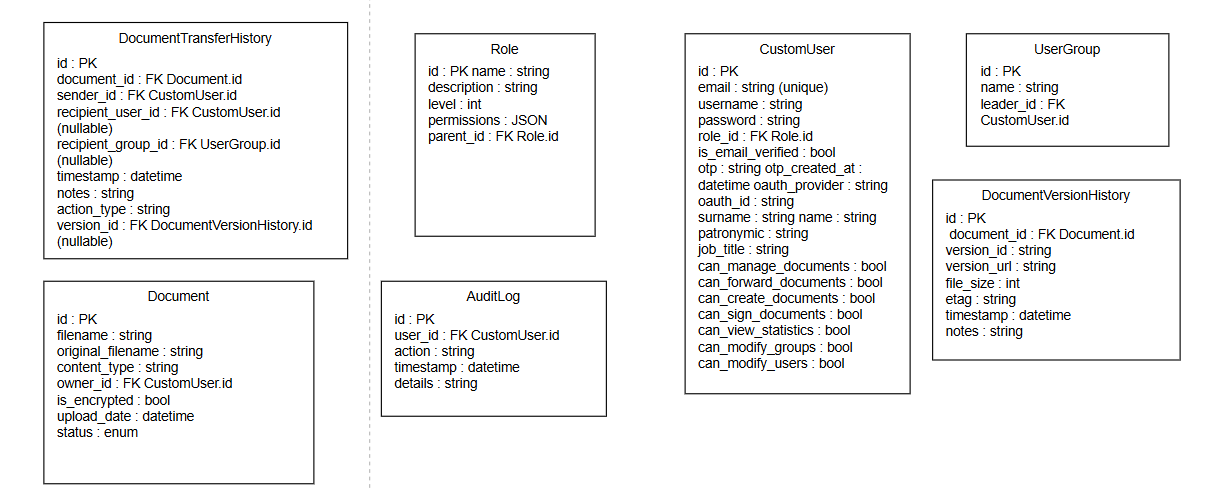 DocumentTransferHistory
id : PK
document_id : FK Document.id
sender_id : FK CustomUser.id
recipient_user_id : FK CustomUser.id
(nullable)
recipient_group_id : FK UserGroup.id
(nullable)
timestamp : datetime
notes : string
action_type : string
version_id : FK DocumentVersionHistory.id
(nullable)
Role
id : PK name : string
description : string
level : int
permissions : JSON
parent_id : FK Role.id
CustomUser
id : PK
email : string (unique)
username : string
password : string
role_id : FK Role.id
is_email_verified : bool
otp : string otp_created_at :
datetime oauth_provider : string
oauth_id : string
surname : string name : string
patronymic : string
job_title : string
can_manage_documents : bool
can_forward_documents : bool
can_create_documents : bool
can_sign_documents : bool
can_view_statistics : bool
can_modify_groups : bool
can_modify_users : bool
UserGroup
id : PK
name : string
leader_id : FK
CustomUser.id
DocumentVersionHistory
id : PK
document_id : FK Document.id
version_id : string
version_url : string
file_size : int
etag : string
timestamp : datetime
notes : string
Document
id : PK
filename : string
original_filename : string
content_type : string
owner_id : FK CustomUser.id
is_encrypted : bool
upload_date : datetime
status : enum
AuditLog
id : PK
user_id : FK CustomUser.id
action : string
timestamp : datetime
details : string